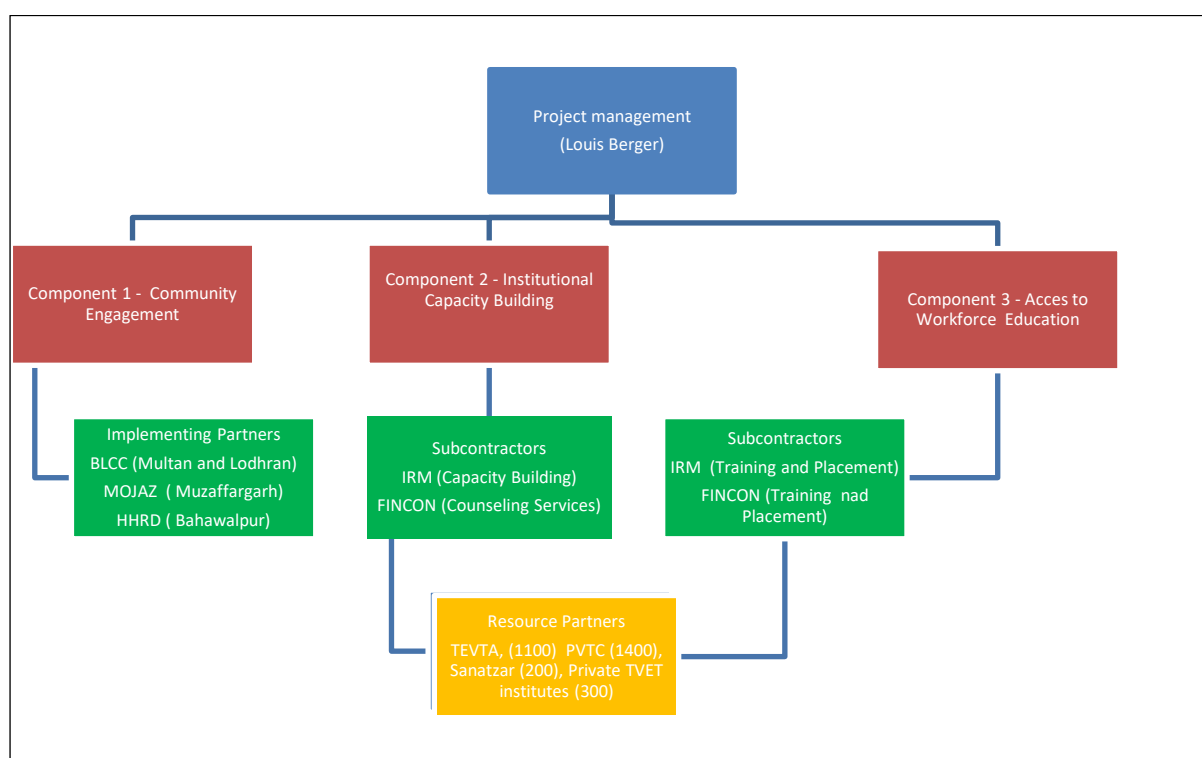 Project management
(Louis Berger)
Component 1 - Community
Engagement
Component 2 - Institutional
Capacity Building
Component 3 - Acces to
Workforce Education
Implementing Partners
BLCC (Multan and Lodhran)
MOJAZ ( Muzaffargarh)
HHRD ( Bahawalpur)
Subcontractors
IRM (Capacity Building)
FINCON (Counseling Services)
Subcontractors
IRM (Training and Placement)
FINCON (Training nad
Placement)
Resource Partners
TEVTA, (1100) PVTC (1400),
Sanatzar (200), Private TVET
institutes (300)